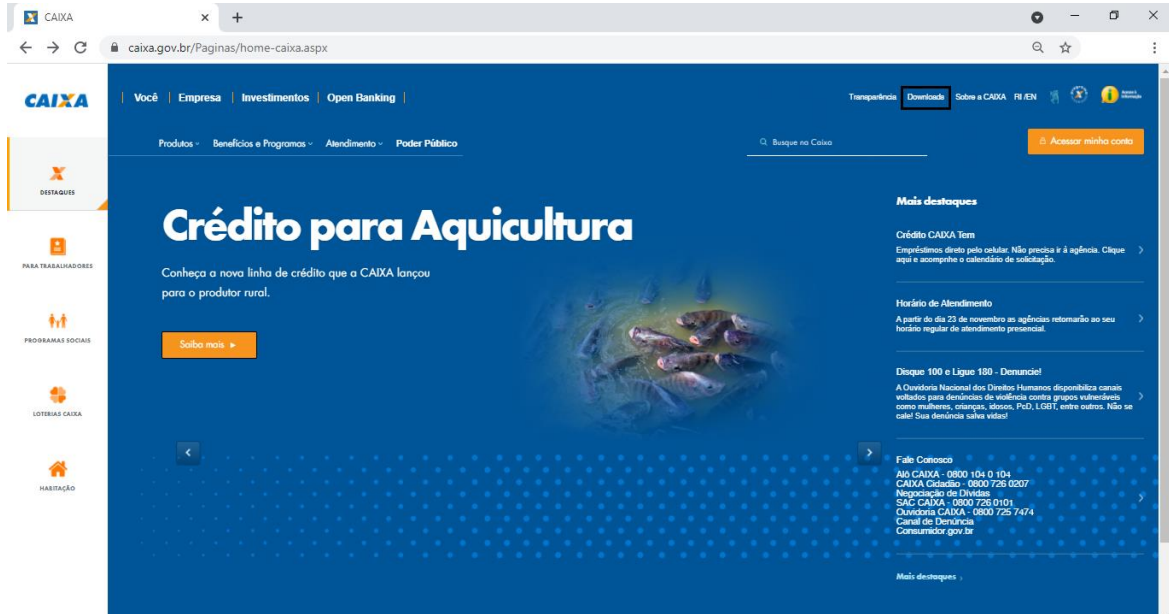 CAIXA
caixa.gov.br/Paginas/home-caixa.aspx
CAIXA
Você | Empresa | Investimentos | Open Banking |
Transparência Downloads Sobre a CAIXA RI /EN
Produtos Benefícios e Programas Atendimento Poder Público
Busque na Caixa
Acessar minha conta
DESTAQUES
PARA TRABALHADORES
PROGRAMAS SOCIAIS
LOTERIAS CAIXA
HABITAÇÃO
Crédito para Aquicultura
Conheça a nova linha de crédito que a CAIXA lançou
para o produtor rural.
Saiba mais
Mais destaques
Crédito CAIXA Tem
Empréstimos direto pelo celular. Não precisa ir à agência. Clique
aqui e acompnhe o calendário de solicitação.
Horário de Atendimento
A partir do dia 23 de novembro as agências retomarão ao seu
horário regular de atendimento presencial.
Disque 100 e Ligue 180 - Denuncie!
A Ouvidoria Nacional dos Direitos Humanos disponibiliza canais
voltados para denúncias de violência contra grupos vulneráveis
como mulheres, crianças, idosos, PcD, LGBT, entre outros. Não se
cale! Sua denúncia salva vidas!
Fale Conosco
Alô CAIXA - 0800 104 0 104
CAIXA Cidadão - 0800 726 0207
Negociação de Dívidas
SAC CAIXA - 0800 726 0101
Ouvidoria CAIXA - 0800 725 7474
Canal de Denúncia
Consumidor.gov.br
Mais destaques